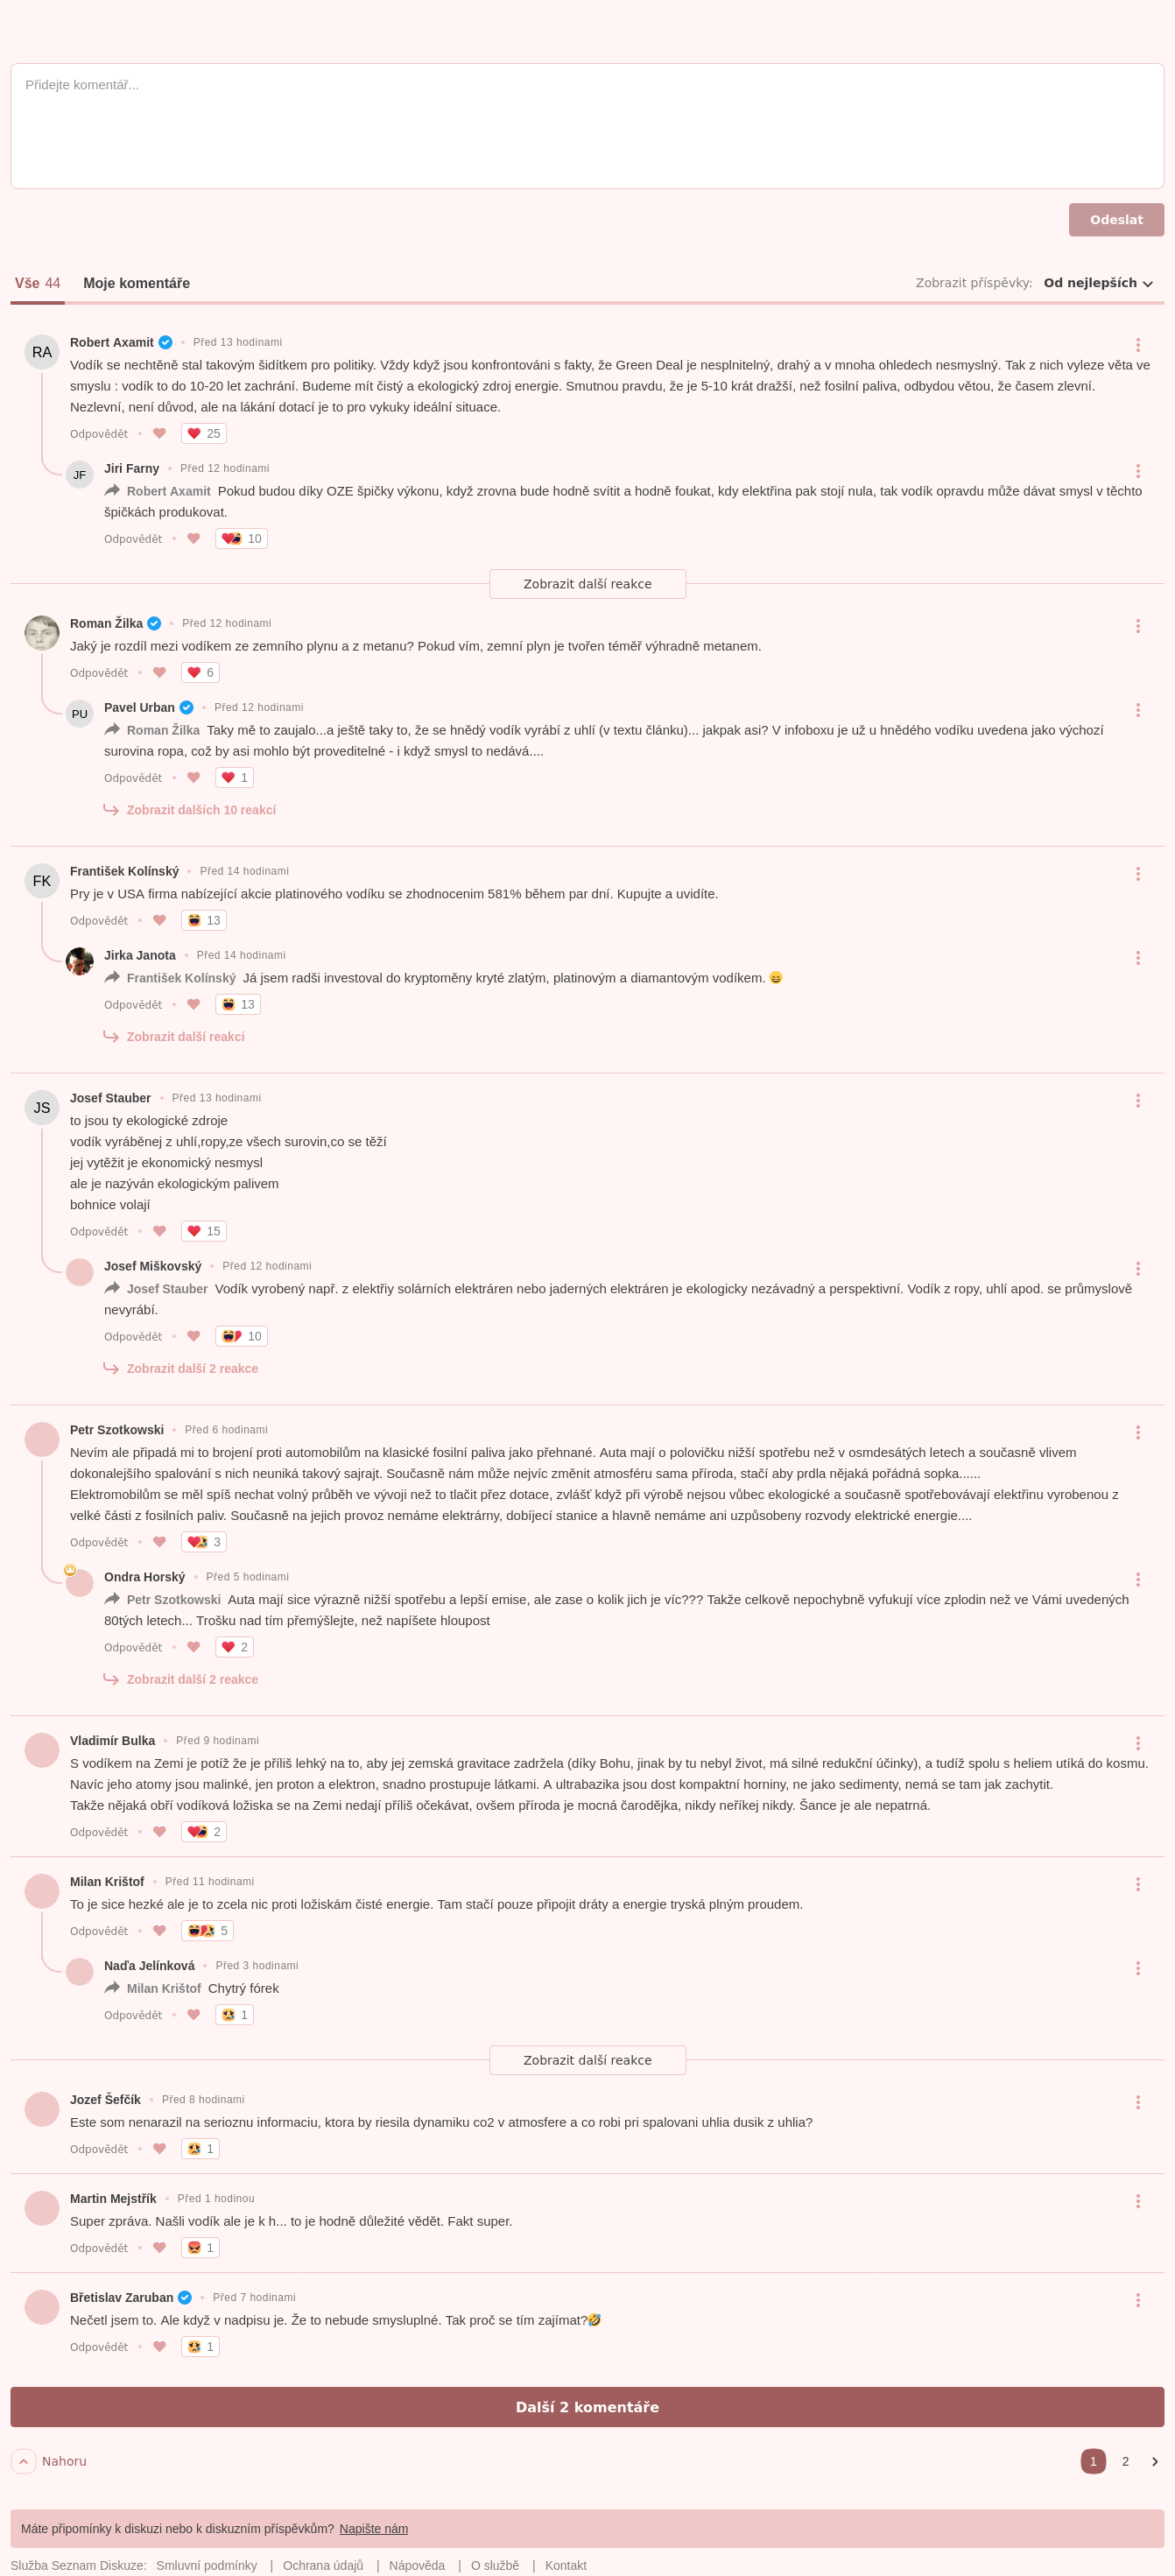 Přidejte komentář...
Odeslat
Vše 44 Moje komentáře Zobrazit příspěvky: Od nejlepších
RA
Robert Axamit Před 13 hodinami
Vodík se nechtěně stal takovým šidítkem pro politiky. Vždy když jsou konfrontováni s fakty, že Green Deal je nesplnitelný, drahý a v mnoha ohledech nesmyslný. Tak z nich vyleze věta ve
smyslu : vodík to do 10-20 let zachrání. Budeme mít čistý a ekologický zdroj energie. Smutnou pravdu, že je 5-10 krát dražší, než fosilní paliva, odbydou větou, že časem zlevní.
Nezlevní, není důvod, ale na lákání dotací je to pro vykuky ideální situace.
Odpovědět 25
JF
Jiri Farny Před 12 hodinami
Robert Axamit Pokud budou díky OZE špičky výkonu, když zrovna bude hodně svítit a hodně foukat, kdy elektřina pak stojí nula, tak vodík opravdu může dávat smysl v těchto
špičkách produkovat.
Odpovědět 10
Zobrazit další reakce
Roman Žilka Před 12 hodinami
Jaký je rozdíl mezi vodíkem ze zemního plynu a z metanu? Pokud vím, zemní plyn je tvořen téměř výhradně metanem.
Odpovědět 6
PU
Pavel Urban Před 12 hodinami
Roman Žilka Taky mě to zaujalo...a ještě taky to, že se hnědý vodík vyrábí z uhlí (v textu článku)... jakpak asi? V infoboxu je už u hnědého vodíku uvedena jako výchozí
surovina ropa, což by asi mohlo být proveditelné - i když smysl to nedává....
Odpovědět 1
Zobrazit dalších 10 reakcí
FK
František Kolínský Před 14 hodinami
Pry je v USA firma nabízející akcie platinového vodíku se zhodnocenim 581% během par dní. Kupujte a uvidíte.
Odpovědět 13
Jirka Janota Před 14 hodinami
František Kolínský Já jsem radši investoval do kryptoměny kryté zlatým, platinovým a diamantovým vodíkem. 😄
Odpovědět 13
Zobrazit další reakci
JS
Josef Stauber Před 13 hodinami
to jsou ty ekologické zdroje
vodík vyráběnej z uhlí,ropy,ze všech surovin,co se těží
jej vytěžit je ekonomický nesmysl
ale je nazýván ekologickým palivem
bohnice volají
Odpovědět 15
Josef Miškovský Před 12 hodinami
Josef Stauber Vodík vyrobený např. z elektřiy solárních elektráren nebo jaderných elektráren je ekologicky nezávadný a perspektivní. Vodík z ropy, uhlí apod. se průmyslově
nevyrábí.
Odpovědět 10
Zobrazit další 2 reakce
Petr Szotkowski Před 6 hodinami
Nevím ale připadá mi to brojení proti automobilům na klasické fosilní paliva jako přehnané. Auta mají o polovičku nižší spotřebu než v osmdesátých letech a současně vlivem
dokonalejšího spalování s nich neuniká takový sajrajt. Současně nám může nejvíc změnit atmosféru sama příroda, stačí aby prdla nějaká pořádná sopka......
Elektromobilům se měl spíš nechat volný průběh ve vývoji než to tlačit přez dotace, zvlášť když při výrobě nejsou vůbec ekologické a současně spotřebovávají elektřinu vyrobenou z
velké části z fosilních paliv. Současně na jejich provoz nemáme elektrárny, dobíjecí stanice a hlavně nemáme ani uzpůsobeny rozvody elektrické energie....
Odpovědět 3
Ondra Horský Před 5 hodinami
Petr Szotkowski Auta mají sice výrazně nižší spotřebu a lepší emise, ale zase o kolik jich je víc??? Takže celkově nepochybně vyfukují více zplodin než ve Vámi uvedených
80tých letech... Trošku nad tím přemýšlejte, než napíšete hloupost
Odpovědět 2
Zobrazit další 2 reakce
Vladimír Bulka Před 9 hodinami
S vodíkem na Zemi je potíž že je příliš lehký na to, aby jej zemská gravitace zadržela (díky Bohu, jinak by tu nebyl život, má silné redukční účinky), a tudíž spolu s heliem utíká do kosmu.
Navíc jeho atomy jsou malinké, jen proton a elektron, snadno prostupuje látkami. A ultrabazika jsou dost kompaktní horniny, ne jako sedimenty, nemá se tam jak zachytit.
Takže nějaká obří vodíková ložiska se na Zemi nedají příliš očekávat, ovšem příroda je mocná čarodějka, nikdy neříkej nikdy. Šance je ale nepatrná.
Odpovědět 2
Milan Krištof Před 11 hodinami
To je sice hezké ale je to zcela nic proti ložiskám čisté energie. Tam stačí pouze připojit dráty a energie tryská plným proudem.
Odpovědět 5
Naďa Jelínková Před 3 hodinami
Milan Krištof Chytrý fórek
Odpovědět 1
Zobrazit další reakce
Jozef Šefčík Před 8 hodinami
Este som nenarazil na serioznu informaciu, ktora by riesila dynamiku co2 v atmosfere a co robi pri spalovani uhlia dusik z uhlia?
Odpovědět 1
Martin Mejstřík Před 1 hodinou
Super zpráva. Našli vodík ale je k h... to je hodně důležité vědět. Fakt super.
Odpovědět 1
Břetislav Zaruban Před 7 hodinami
Nečetl jsem to. Ale když v nadpisu je. Že to nebude smysluplné. Tak proč se tím zajímat?🤣
Odpovědět 1
Další 2 komentáře
Nahoru 1 2
Máte připomínky k diskuzi nebo k diskuzním příspěvkům? Napište nám
Služba Seznam Diskuze: Smluvní podmínky | Ochrana údajů | Nápověda | O službě | Kontakt